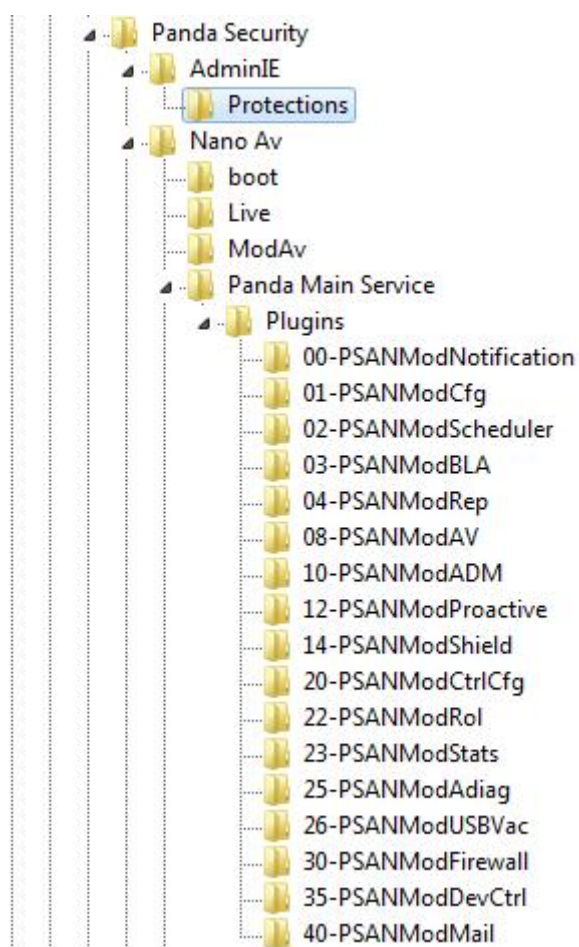 Panda Security
AdminIE
Protections
Nano Av
boot
Live
ModAv
Panda Main Service
Plugins
00-PSANModNotification
01-PSANModCfg
02-PSANModScheduler
03-PSANModBLA
04-PSANModRep
08-PSANModAV
10-PSANModADM
12-PSANModProactive
14-PSANModShield
20-PSANModCtrlCfg
22-PSANModRol
23-PSANModStats
25-PSANModAdiag
26-PSANModUSBVac
30-PSANModFirewall
35-PSANModDevCtrl
40-PSANModMail